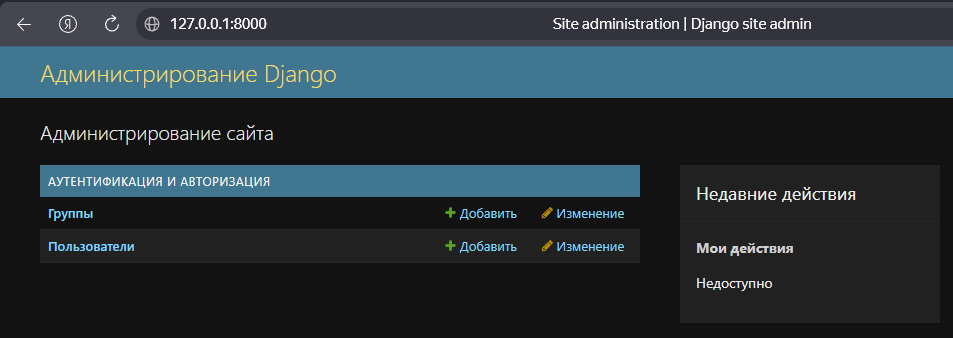 127.0.0.1:8000 Site administration | Django site admin
Администрирование Django
Администрирование сайта
АУТЕНТИФИКАЦИЯ И АВТОРИЗАЦИЯ
Группы Добавить Изменение
Пользователи Добавить Изменение
Недавние действия
Мои действия
Недоступно